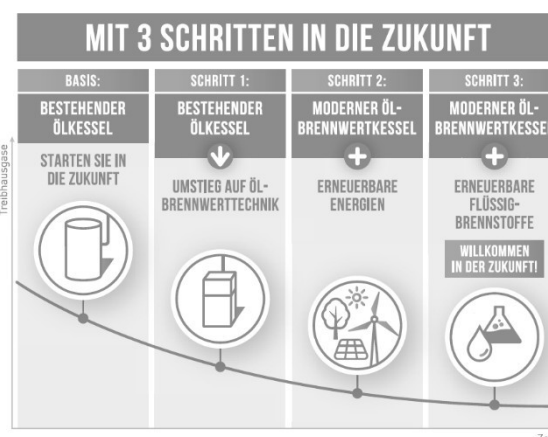 MIT 3 SCHRITTEN IN DIE ZUKUNFT
BASIS:
BESTEHENDER
ÖLKESSEL
STARTEN SIE IN
DIE ZUKUNFT
SCHRITT 1:
BESTEHENDER
ÖLKESSEL
UMSTIEG AUF ÖL-
BRENNWERTTECHNIK
SCHRITT 2:
MODERNER ÖL-
BRENNWERTKESSEL
+
ERNEUERBARE
ENERGIEN
SCHRITT 3:
MODERNER ÖL-
BRENNWERTKESSEL
+
ERNEUERBARE
FLÜSSIG-
BRENNSTOFFE
WILLKOMMEN
IN DER ZUKUNFT!
Treibhausgase